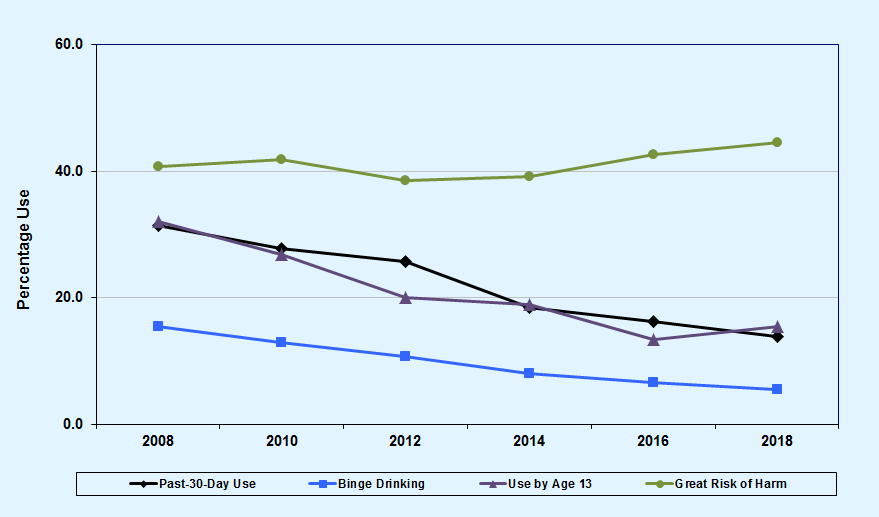 60.0
40.0
20.0
0.0
Percentage Use
2008 2010 2012 2014 2016 2018
Past-30-Day Use Binge Drinking Use by Age 13 Great Risk of Harm